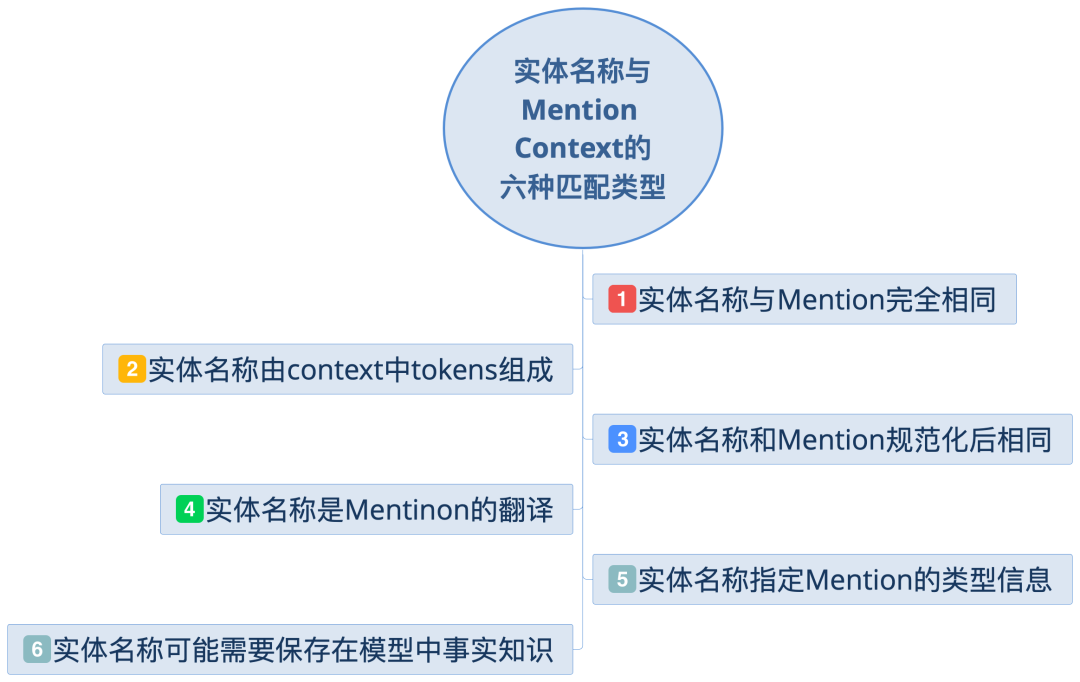 实体名称与
Mention
Context的
六种匹配类型
1 实体名称与Mention完全相同
2 实体名称由context中tokens组成
3 实体名称和Mention规范化后相同
4 实体名称是Mentinon的翻译
5 实体名称指定Mention的类型信息
6 实体名称可能需要保存在模型中事实知识